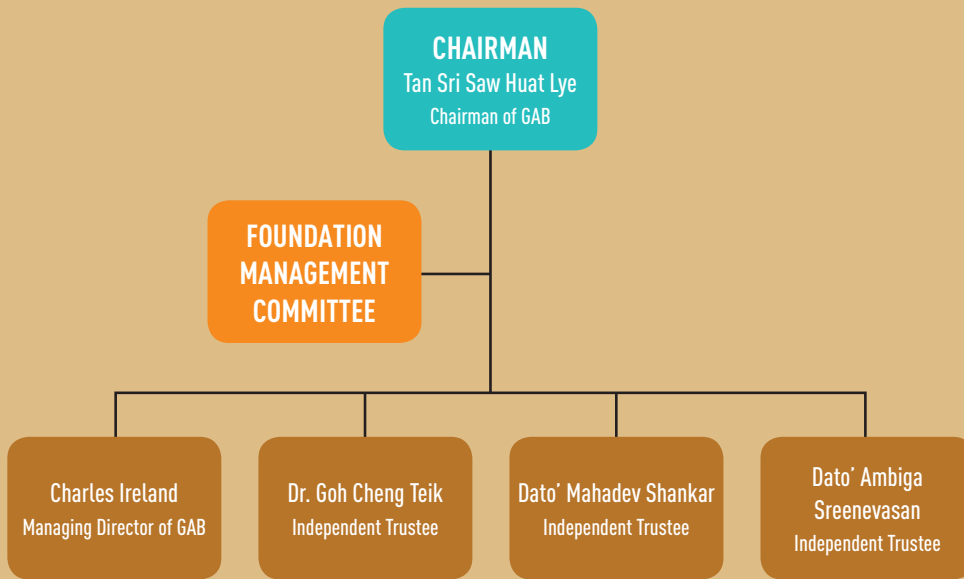 CHAIRMAN
Tan Sri Saw Huat Lye
Chairman of GAB
FOUNDATION
MANAGEMENT
COMMITTEE
Charles Ireland
Managing Director of GAB
Dr. Goh Cheng Teik
Independent Trustee
Dato’ Mahadev Shankar
Independent Trustee
Dato’ Ambiga
Sreenevasan
Independent Trustee